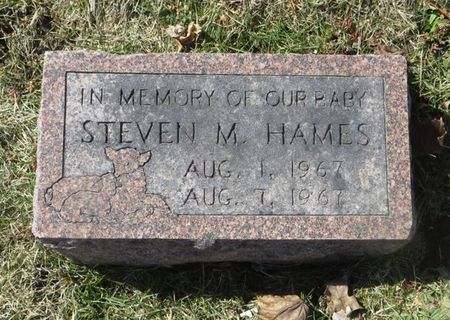 IN MEMORY OF OUR BABY
STEVEN M. HAMES
AUG. 1, 1967
AUG. 7, 1967